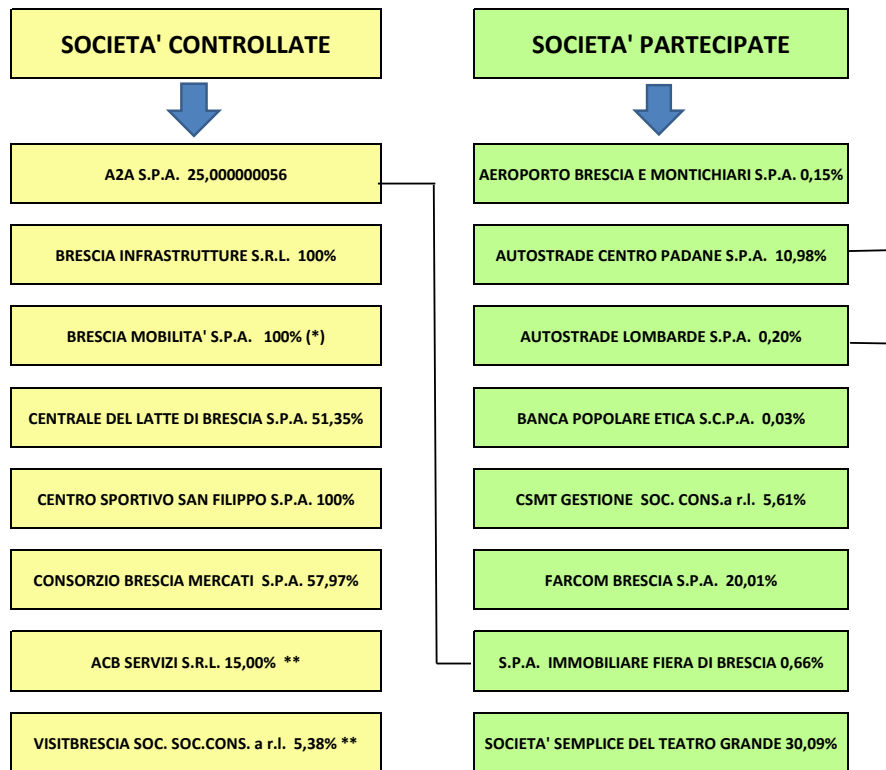 SOCIETA' CONTROLLATE
A2A S.P.A. 25,000000056
BRESCIA INFRASTRUTTURE S.R.L. 100%
BRESCIA MOBILITA' S.P.A. 100% (*)
CENTRALE DEL LATTE DI BRESCIA S.P.A. 51,35%
CENTRO SPORTIVO SAN FILIPPO S.P.A. 100%
CONSORZIO BRESCIA MERCATI S.P.A. 57,97%
ACB SERVIZI S.R.L. 15,00% **
VISITBRESCIA SOC. SOC.CONS. a r.l. 5,38% **
SOCIETA' PARTECIPATE
AEROPORTO BRESCIA E MONTICHIARI S.P.A. 0,15%
AUTOSTRADE CENTRO PADANE S.P.A. 10,98%
AUTOSTRADE LOMBARDE S.P.A. 0,20%
BANCA POPOLARE ETICA S.C.P.A. 0,03%
CSMT GESTIONE SOC. CONS.a r.l. 5,61%
FARCOM BRESCIA S.P.A. 20,01%
S.P.A. IMMOBILIARE FIERA DI BRESCIA 0,66%
SOCIETA' SEMPLICE DEL TEATRO GRANDE 30,09%